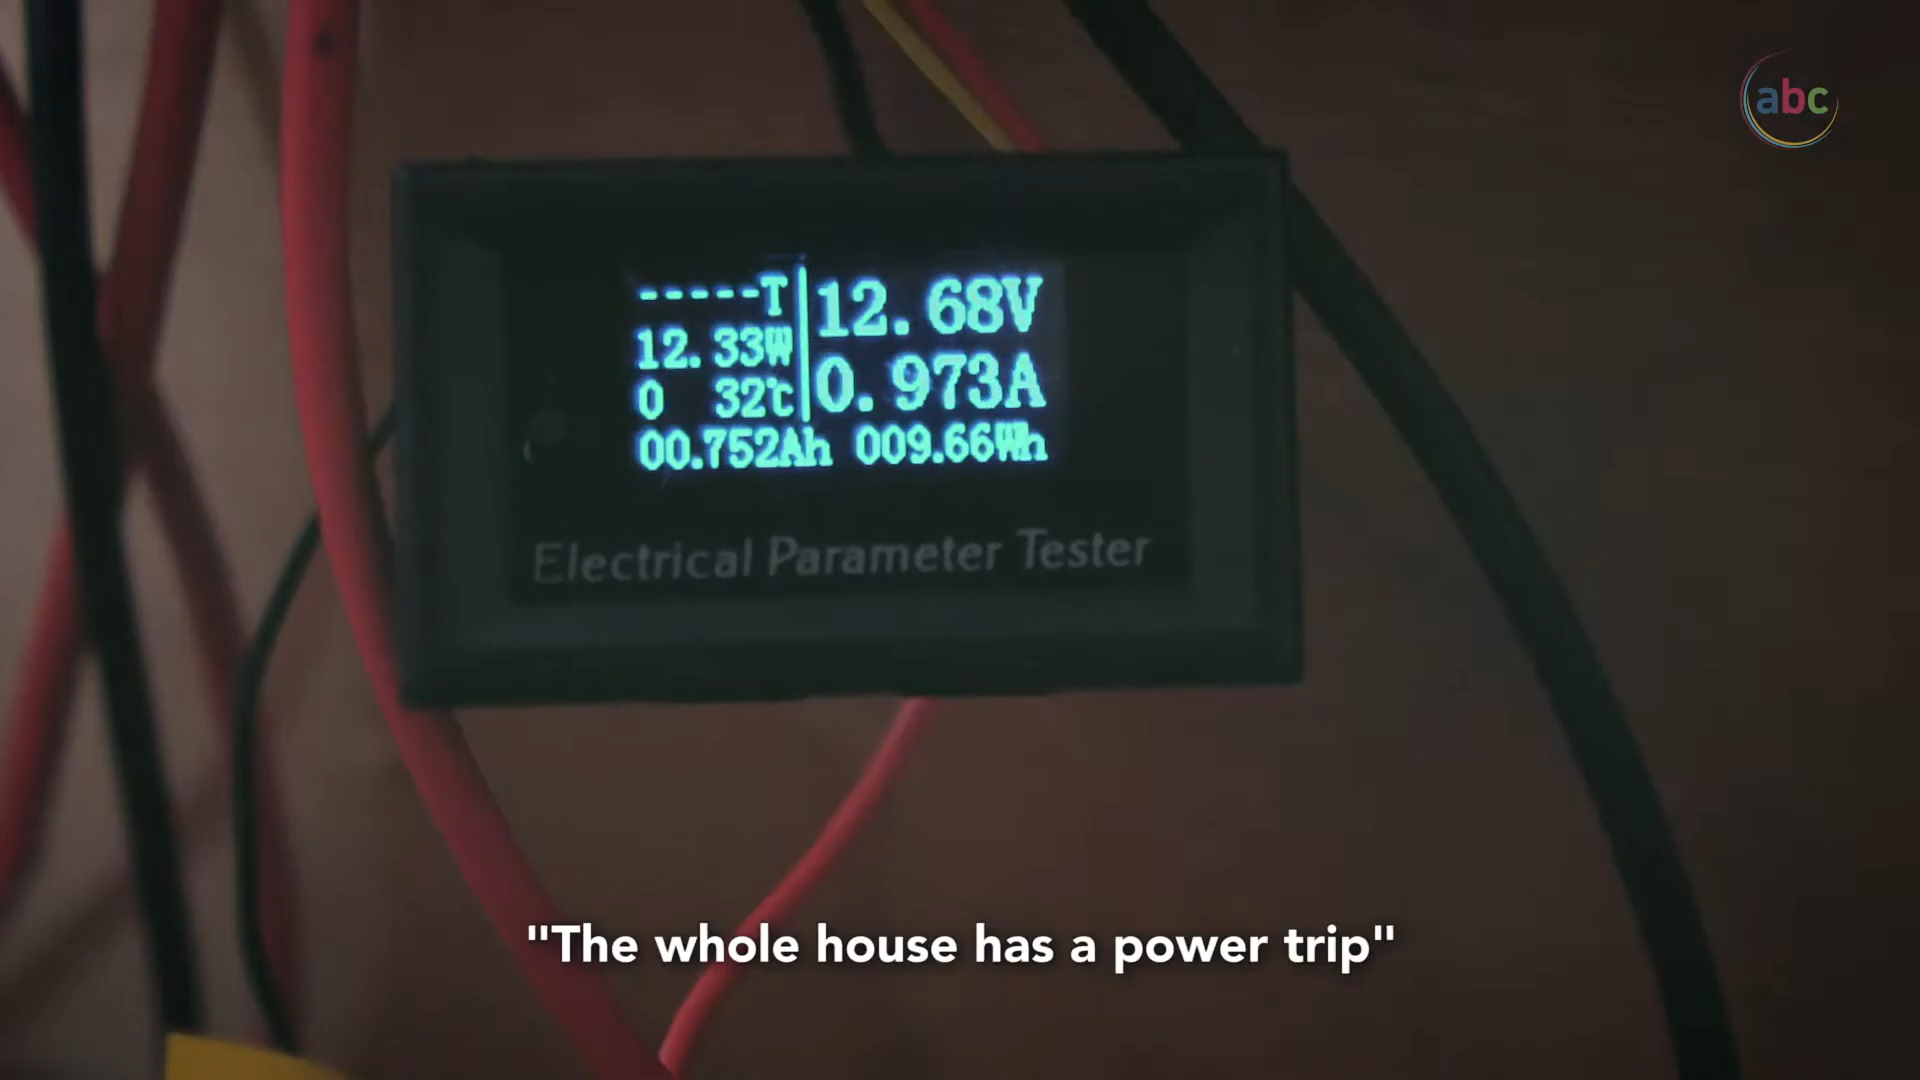 abc
-----T
12.68V
12.33W
0.973A
0 32℃
00.752Ah 009.66Wh
Electrical Parameter Tester
"The whole house has a power trip"